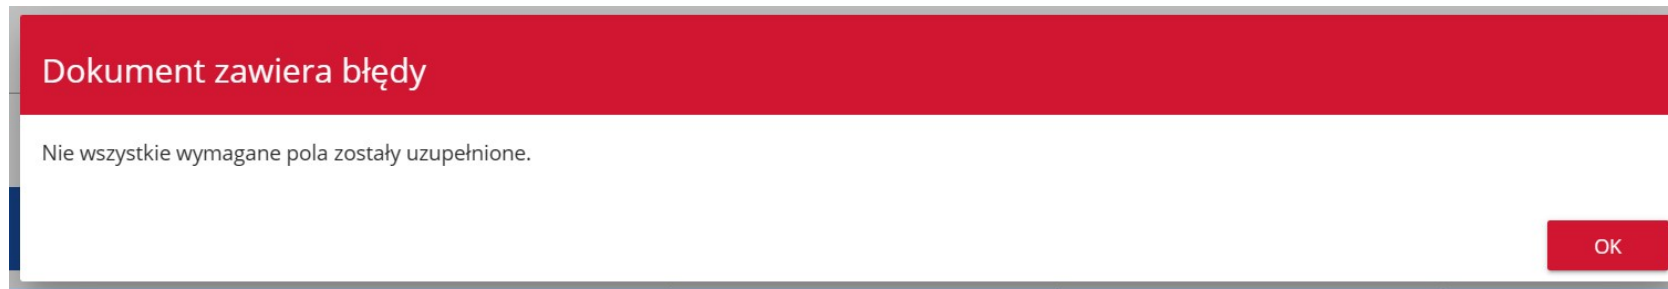 Dokument zawiera błędy
Nie wszystkie wymagane pola zostały uzupełnione.
OK